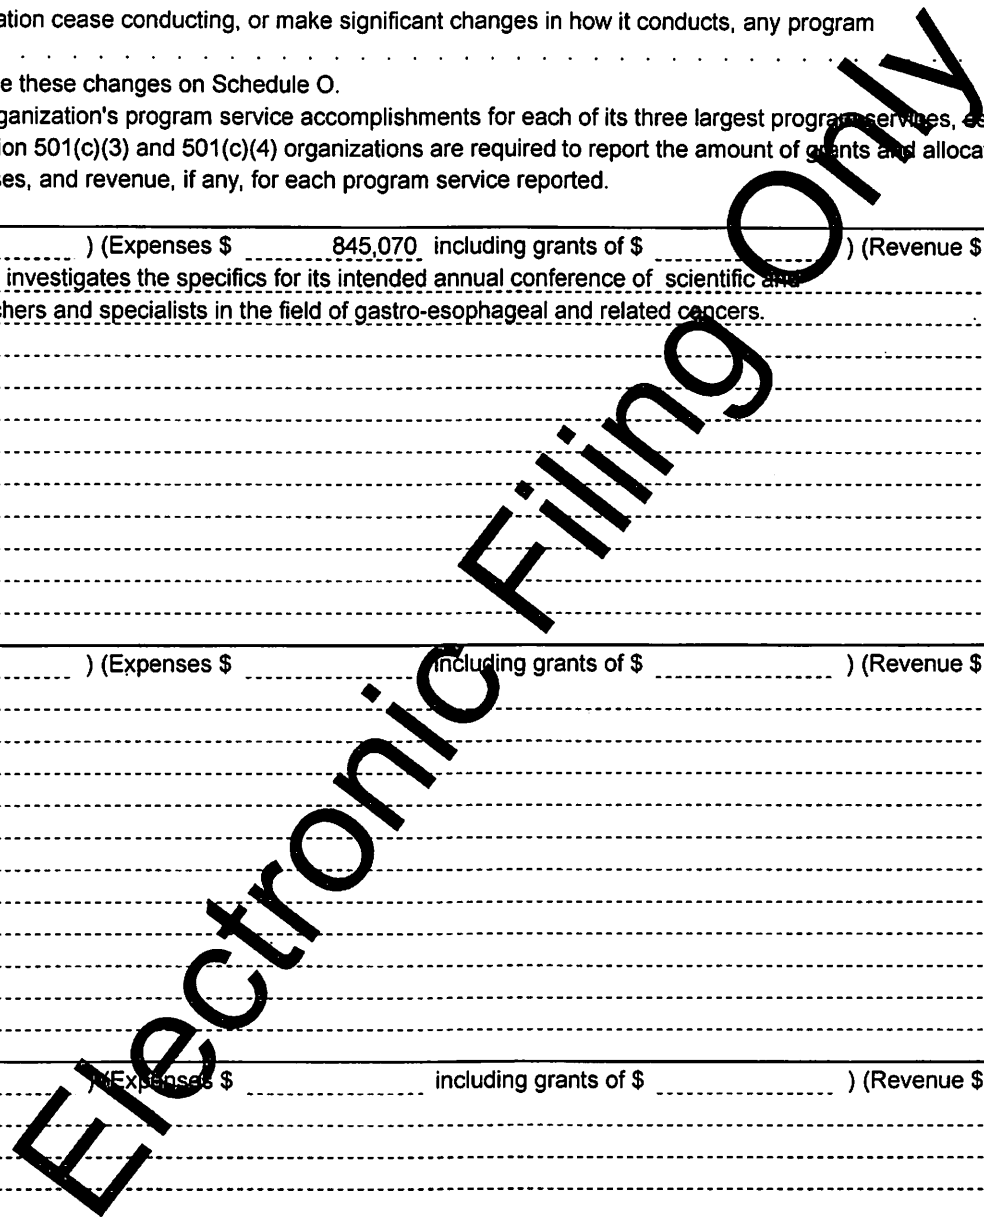 ation cease conducting, or make significant changes in how it conducts, any program
e these changes on Schedule O.
ganization's program service accomplishments for each of its three largest program services, as
ion 501(c)(3) and 501(c)(4) organizations are required to report the amount of grants and alloca
ses, and revenue, if any, for each program service reported.
) (Expenses $ 845,070 including grants of $ ) (Revenue $
investigates the specifics for its intended annual conference of scientific and
chers and specialists in the field of gastro-esophageal and related cancers.
) (Expenses $ including grants of $ ) (Revenue $
) (Expenses $ including grants of $ ) (Revenue $
Electronic Filing Only